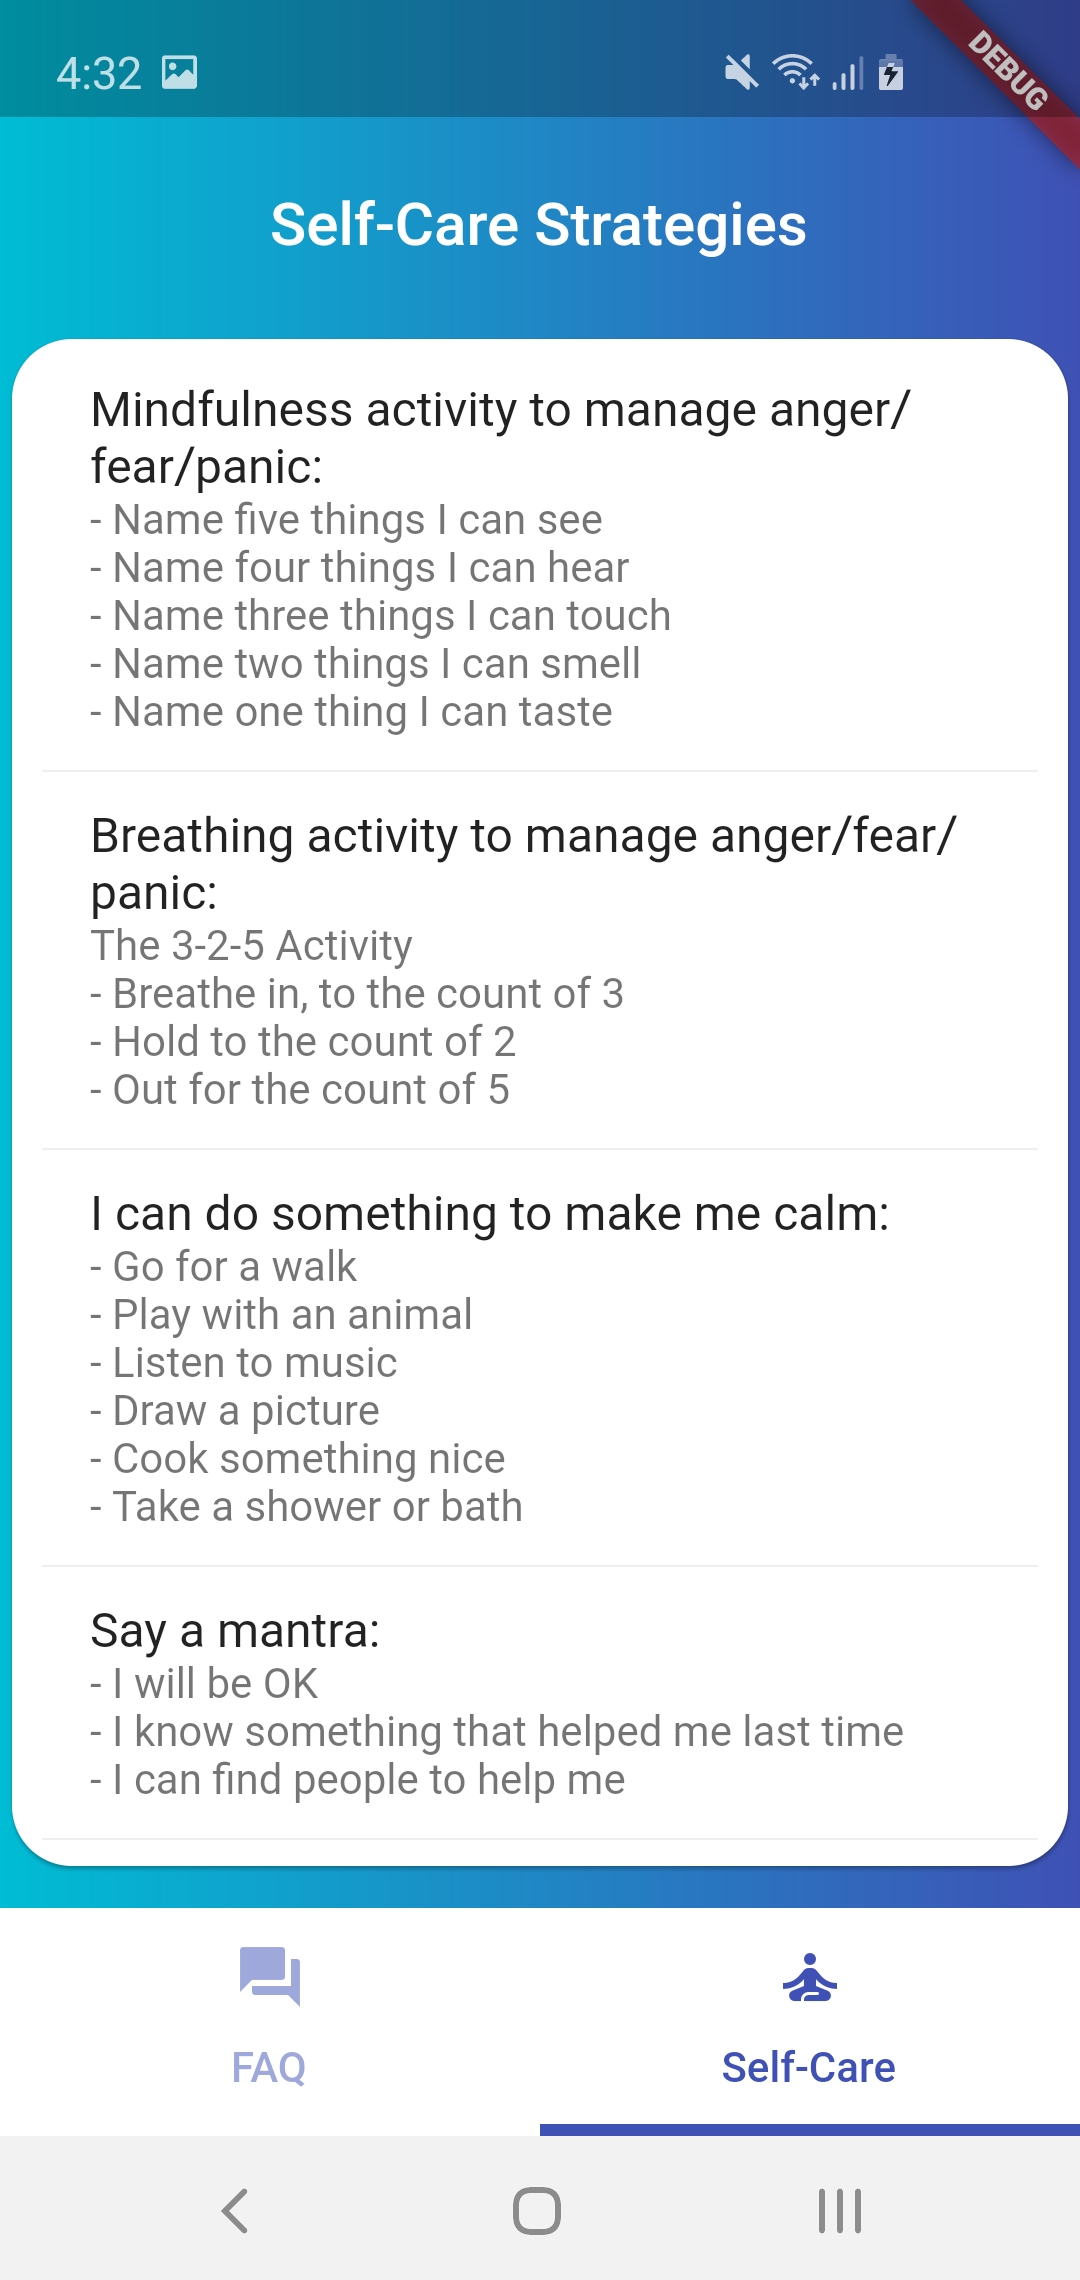 4:32
DEBUG
Self-Care Strategies
Mindfulness activity to manage anger/
fear/panic:
- Name five things I can see
- Name four things I can hear
- Name three things I can touch
- Name two things I can smell
- Name one thing I can taste
Breathing activity to manage anger/fear/
panic:
The 3-2-5 Activity
- Breathe in, to the count of 3
- Hold to the count of 2
- Out for the count of 5
I can do something to make me calm:
- Go for a walk
- Play with an animal
- Listen to music
- Draw a picture
- Cook something nice
- Take a shower or bath
Say a mantra:
- I will be OK
- I know something that helped me last time
- I can find people to help me
FAQ
Self-Care